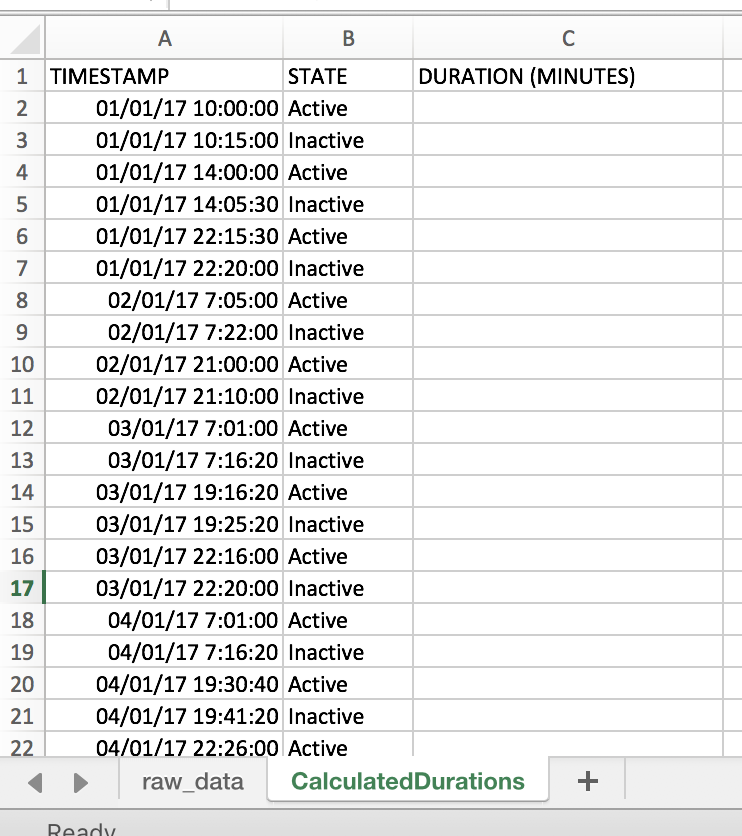 A B C
1 TIMESTAMP STATE DURATION (MINUTES)
2 01/01/17 10:00:00 Active
3 01/01/17 10:15:00 Inactive
4 01/01/17 14:00:00 Active
5 01/01/17 14:05:30 Inactive
6 01/01/17 22:15:30 Active
7 01/01/17 22:20:00 Inactive
8 02/01/17 7:05:00 Active
9 02/01/17 7:22:00 Inactive
10 02/01/17 21:00:00 Active
11 02/01/17 21:10:00 Inactive
12 03/01/17 7:01:00 Active
13 03/01/17 7:16:20 Inactive
14 03/01/17 19:16:20 Active
15 03/01/17 19:25:20 Inactive
16 03/01/17 22:16:00 Active
17 03/01/17 22:20:00 Inactive
18 04/01/17 7:01:00 Active
19 04/01/17 7:16:20 Inactive
20 04/01/17 19:30:40 Active
21 04/01/17 19:41:20 Inactive
22 04/01/17 22:26:00 Active
raw_data CalculatedDurations +
Ready